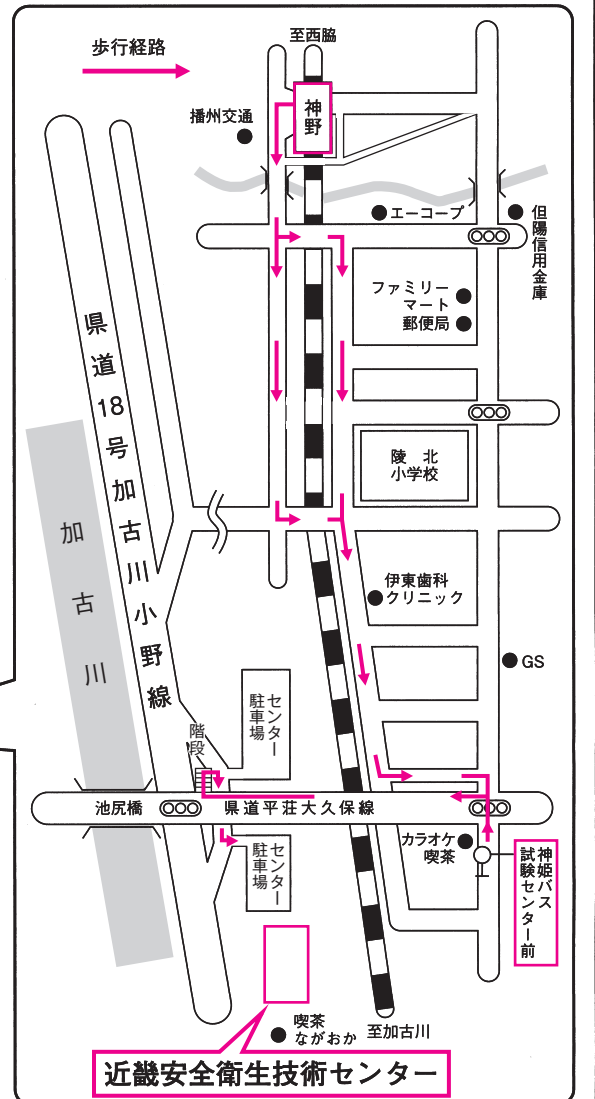 歩行経路
至西脇
神野
播州交通
エーコープ
但陽信用金庫
ファミリー
マート
郵便局
県道18号加古川小野線
陵北
小学校
加古川
伊東歯科
クリニック
GS
センター
駐車場
階段
池尻橋
県道平荘大久保線
カラオケ
喫茶
センター
駐車場
神姫バス
試験センター前
喫茶
ながおか
至加古川
近畿安全衛生技術センター